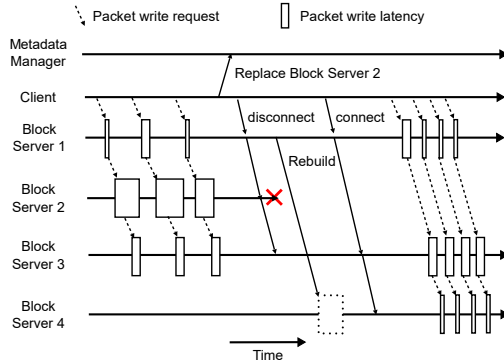 Packet write request
Packet write latency
Metadata
Manager
Replace Block Server 2
Client
disconnect
connect
Block
Server 1
Rebuild
Block
Server 2
Block
Server 3
Block
Server 4
Time